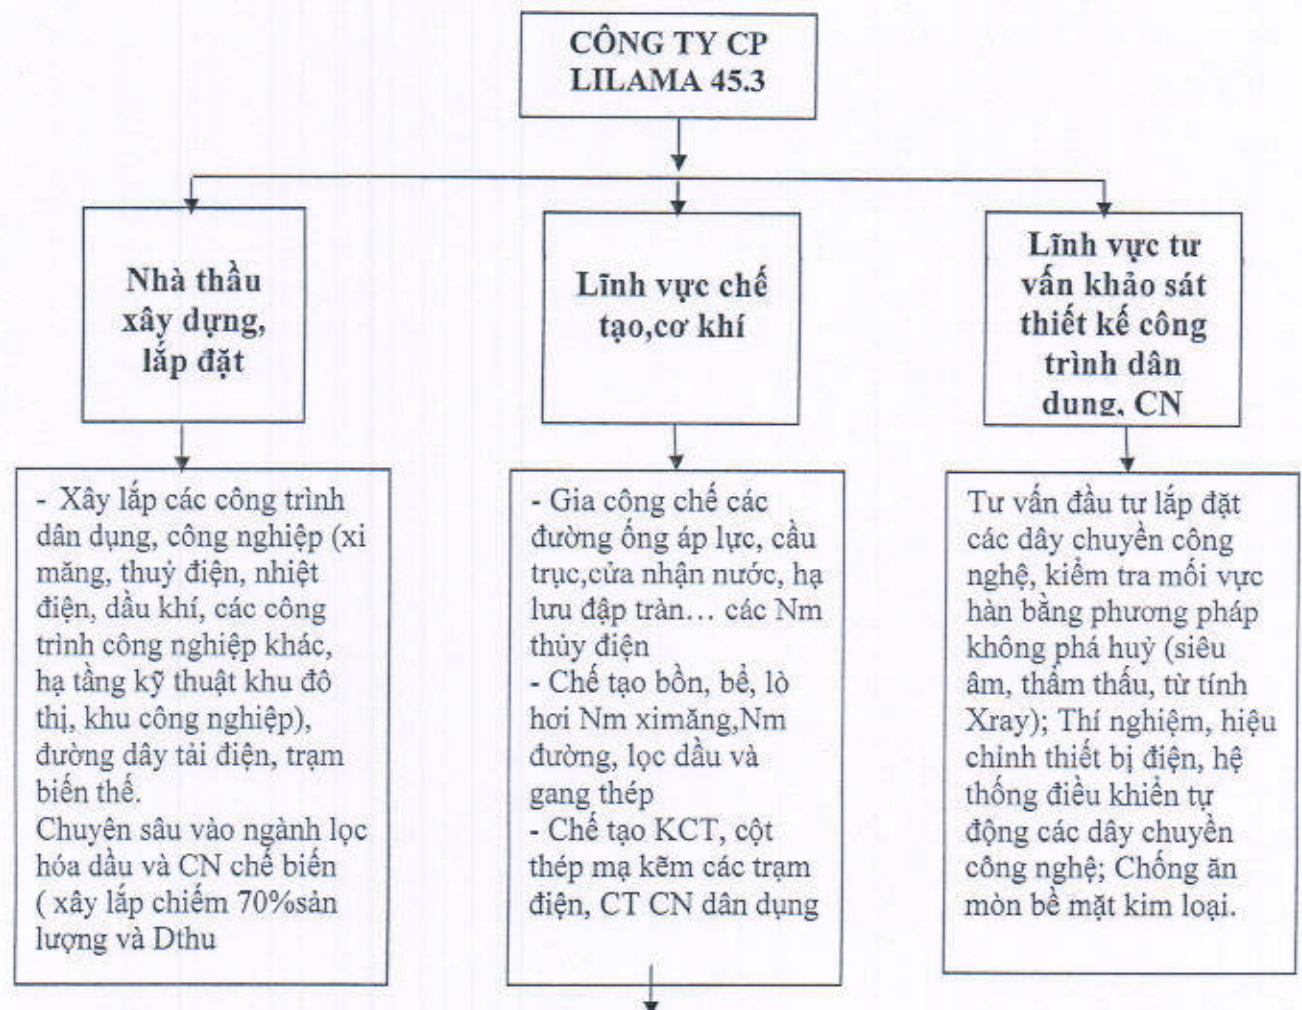 CÔNG TY CP
LILAMA 45.3
Nhà thầu
xây dựng,
lắp đặt
Lĩnh vực chế
tạo,cơ khí
Lĩnh vực tư
vấn khảo sát
thiết kế công
trình dân
dụng, CN
- Xây lắp các công trình
dân dụng, công nghiệp (xi
măng, thuỷ điện, nhiệt
điện, dầu khí, các công
trình công nghiệp khác,
hạ tầng kỹ thuật khu đô
thị, khu công nghiệp),
đường dây tải điện, trạm
biến thế.
Chuyên sâu vào ngành lọc
hóa dầu và CN chế biến
( xây lắp chiếm 70%sản
lượng và Dthu
- Gia công chế các
đường ống áp lực, cầu
trục,cửa nhận nước, hạ
lưu đập tràn... các Nm
thủy điện
- Chế tạo bồn, bể, lò
hơi Nm ximăng,Nm
đường, lọc dầu và
gang thép
- Chế tạo KCT, cột
thép mạ kẽm các trạm
điện, CT CN dân dụng
Tư vấn đầu tư lắp đặt
các dây chuyền công
nghệ, kiểm tra mối vực
hàn bằng phương pháp
không phá huỷ (siêu
âm, thẩm thấu, từ tính
Xray); Thí nghiệm, hiệu
chỉnh thiết bị điện, hệ
thống điều khiển tự
động các dây chuyền
công nghệ; Chống ăn
mòn bề mặt kim loại.